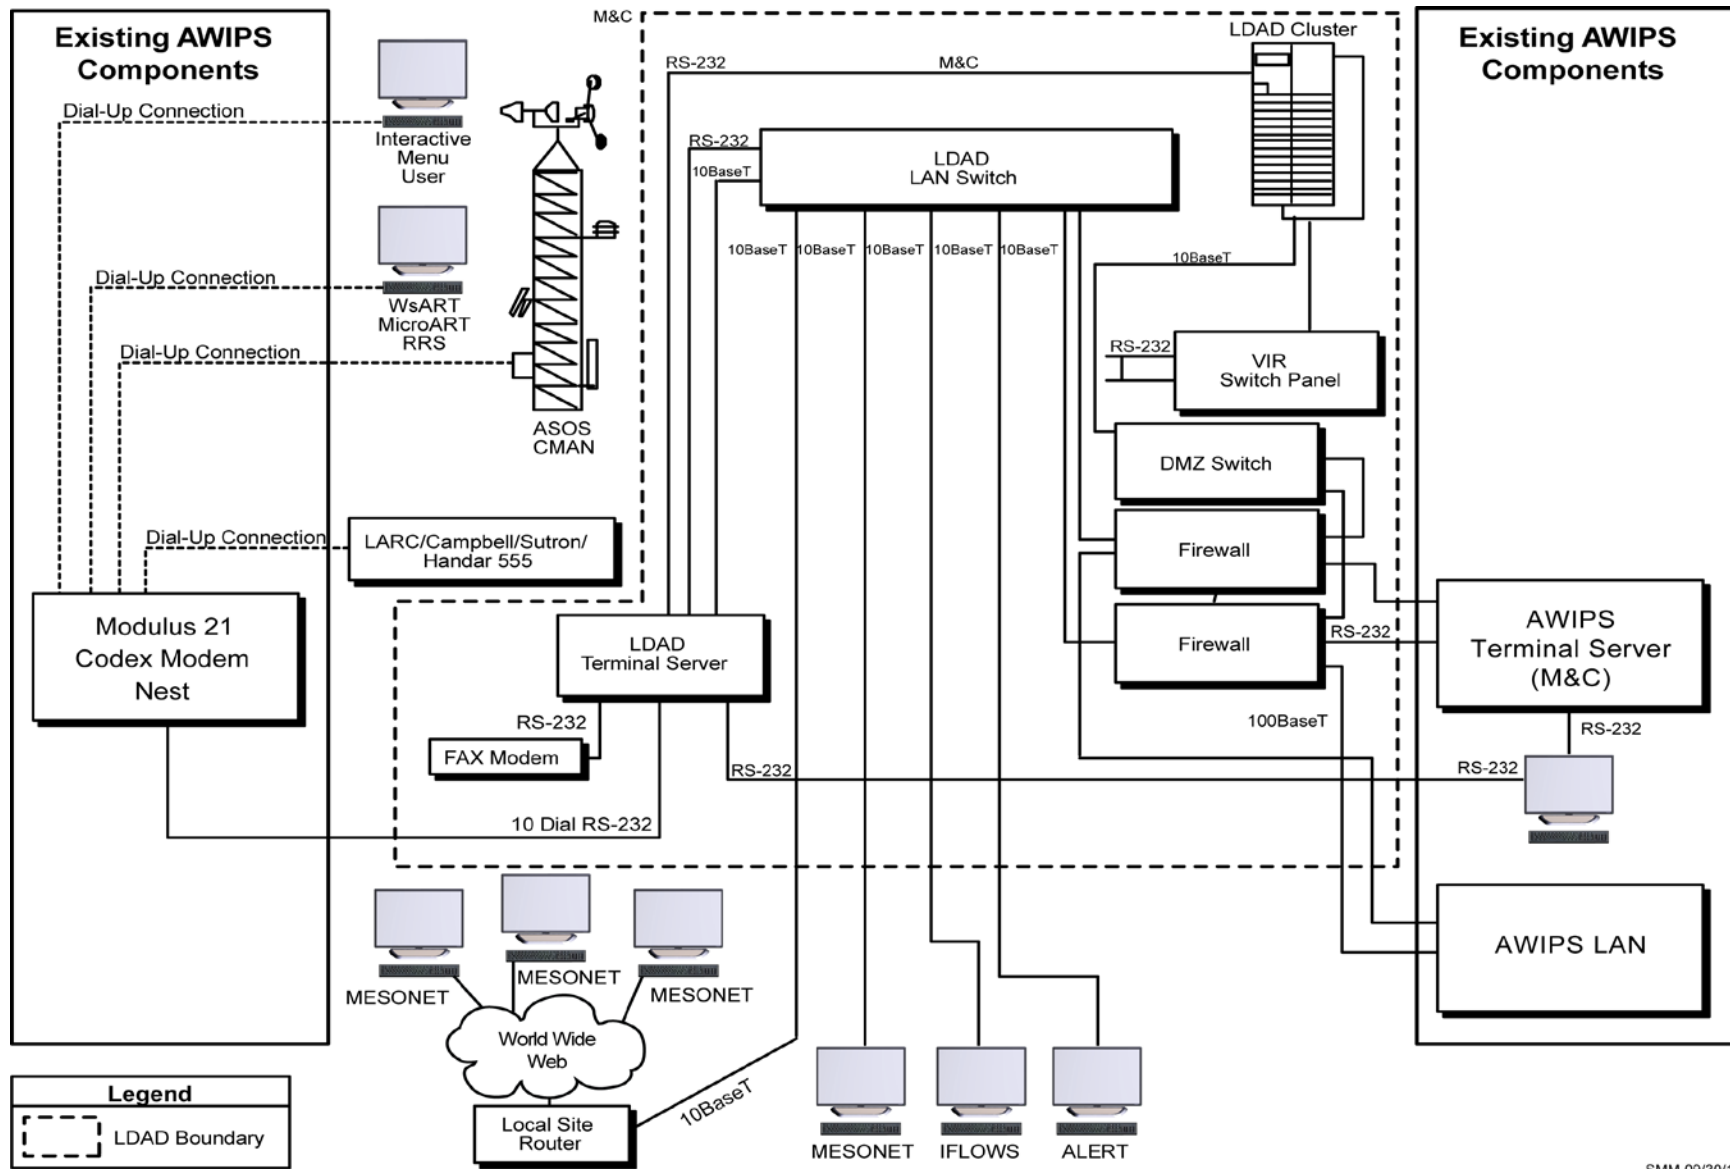 Existing AWIPS
Components
Dial-Up Connection
Interactive
Menu
User
Dial-Up Connection
WsART
MicroART
RRS
Dial-Up Connection
ASOS
CMAN
Dial-Up Connection
LARC/Campbell/Sutron/
Handar 555
Modulus 21
Codex Modem
Nest
M&C
RS-232
M&C
LDAD Cluster
RS-232
10BaseT
LDAD
LAN Switch
10BaseT
10BaseT
10BaseT
10BaseT
10BaseT
10BaseT
RS-232
VIR
Switch Panel
DMZ Switch
Firewall
Firewall
RS-232
100BaseT
LDAD
Terminal Server
RS-232
FAX Modem
RS-232
10 Dial RS-232
Existing AWIPS
Components
AWIPS
Terminal Server
(M&C)
RS-232
RS-232
AWIPS LAN
MESONET
MESONET
MESONET
World Wide
Web
Local Site
Router
10BaseT
MESONET
IFLOWS
ALERT
Legend
LDAD Boundary